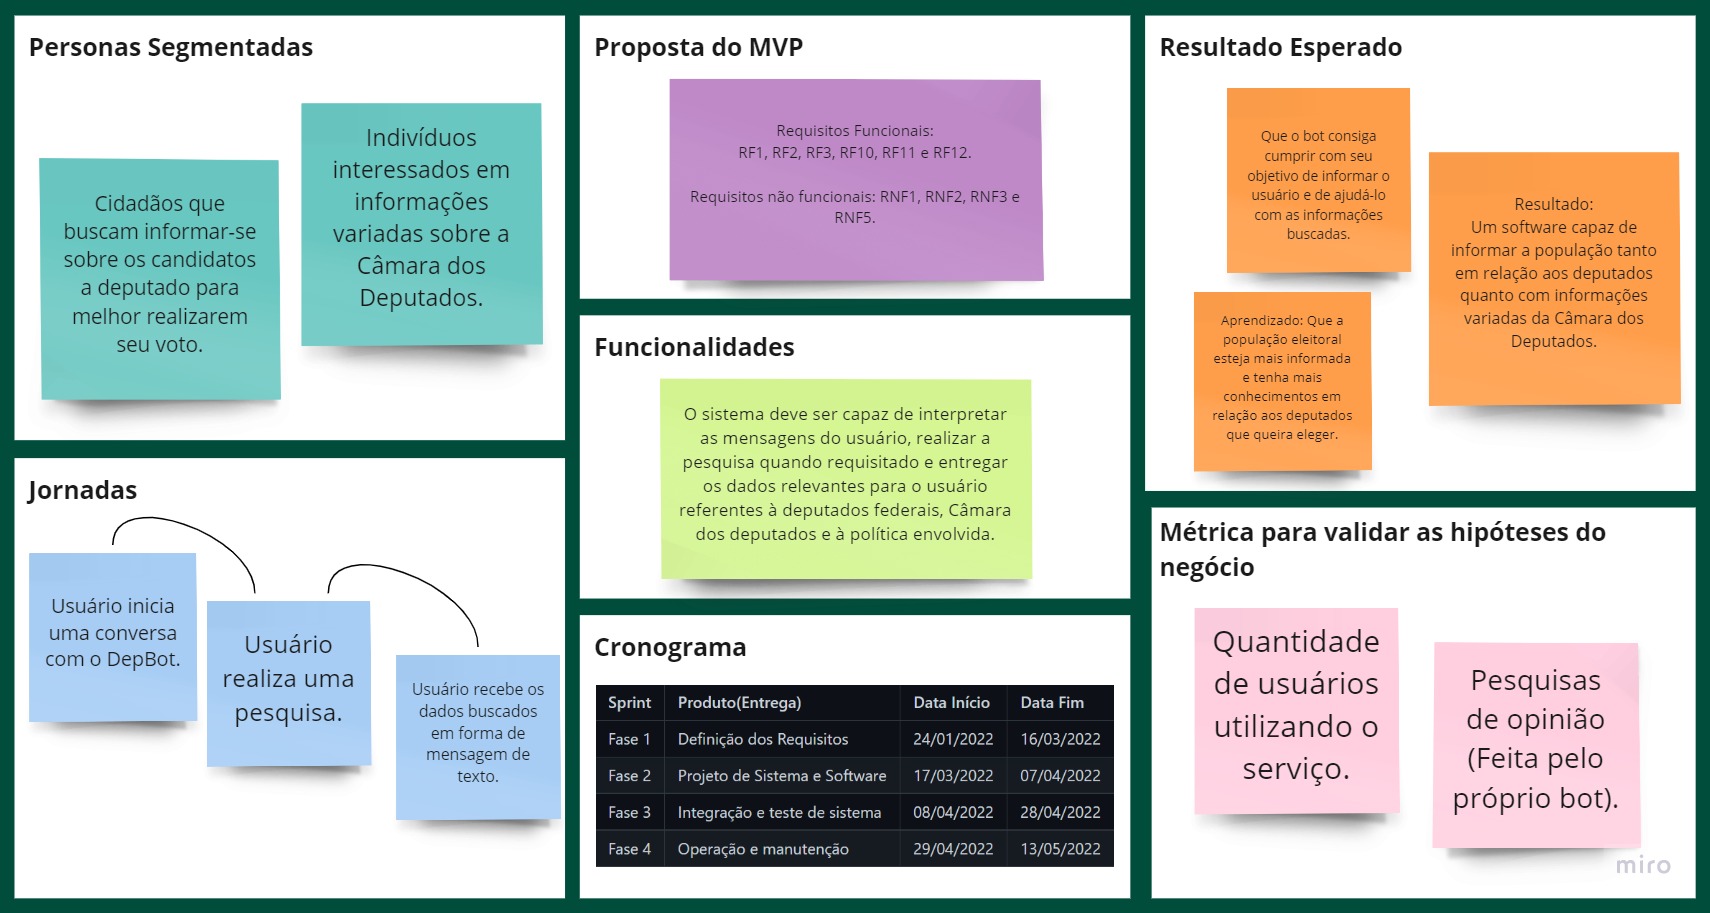 Personas Segmentadas
Cidadãos que
buscam informar-se
sobre os candidatos
a deputado para
melhor realizarem
seu voto.
Indivíduos
interessados em
informações
variadas sobre a
Câmara dos
Deputados.
Jornadas
Usuário inicia
uma conversa
com o DepBot.
Usuário
realiza uma
pesquisa.
Usuário recebe os
dados buscados
em forma de
mensagem de
texto.
Proposta do MVP
Requisitos Funcionais:
RF1, RF2, RF3, RF10, RF11 e RF12.
Requisitos não funcionais: RNF1, RNF2, RNF3 e
RNF5.
Funcionalidades
O sistema deve ser capaz de interpretar
as mensagens do usuário, realizar a
pesquisa quando requisitado e entregar
os dados relevantes para o usuário
referentes à deputados federais, Câmara
dos deputados e à política envolvida.
Cronograma
Sprint Produto(Entrega) Data Início Data Fim
Fase 1 Definição dos Requisitos 24/01/2022 16/03/2022
Fase 2 Projeto de Sistema e Software 17/03/2022 07/04/2022
Fase 3 Integração e teste de sistema 08/04/2022 28/04/2022
Fase 4 Operação e manutenção 29/04/2022 13/05/2022
Resultado Esperado
Que o bot consiga
cumprir com seu
objetivo de informar o
usuário e de ajudá-lo
com as informações
buscadas.
Aprendizado: Que a
população eleitoral
esteja mais informada
e tenha mais
conhecimentos em
relação aos deputados
que queira eleger.
Resultado:
Um software capaz de
informar a população tanto
em relação aos deputados
quanto com informações
variadas da Câmara dos
Deputados.
Métrica para validar as hipóteses do
negócio
Quantidade
de usuários
utilizando o
serviço.
Pesquisas
de opinião
(Feita pelo
próprio bot).
miro